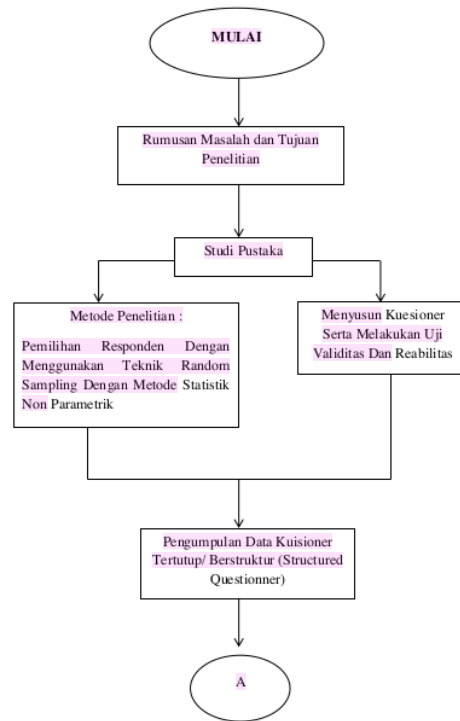 MULAI
Rumusan Masalah dan Tujuan
Penelitian
Studi Pustaka
Metode Penelitian :
Pemilihan Responden Dengan
Menggunakan Teknik Random
Sampling Dengan Metode Statistik
Non Parametrik
Menyusun Kuesioner
Serta Melakukan Uji
Validitas Dan Reabilitas
Pengumpulan Data Kuisioner
Tertutup/ Berstruktur (Structured
Questionner)
A